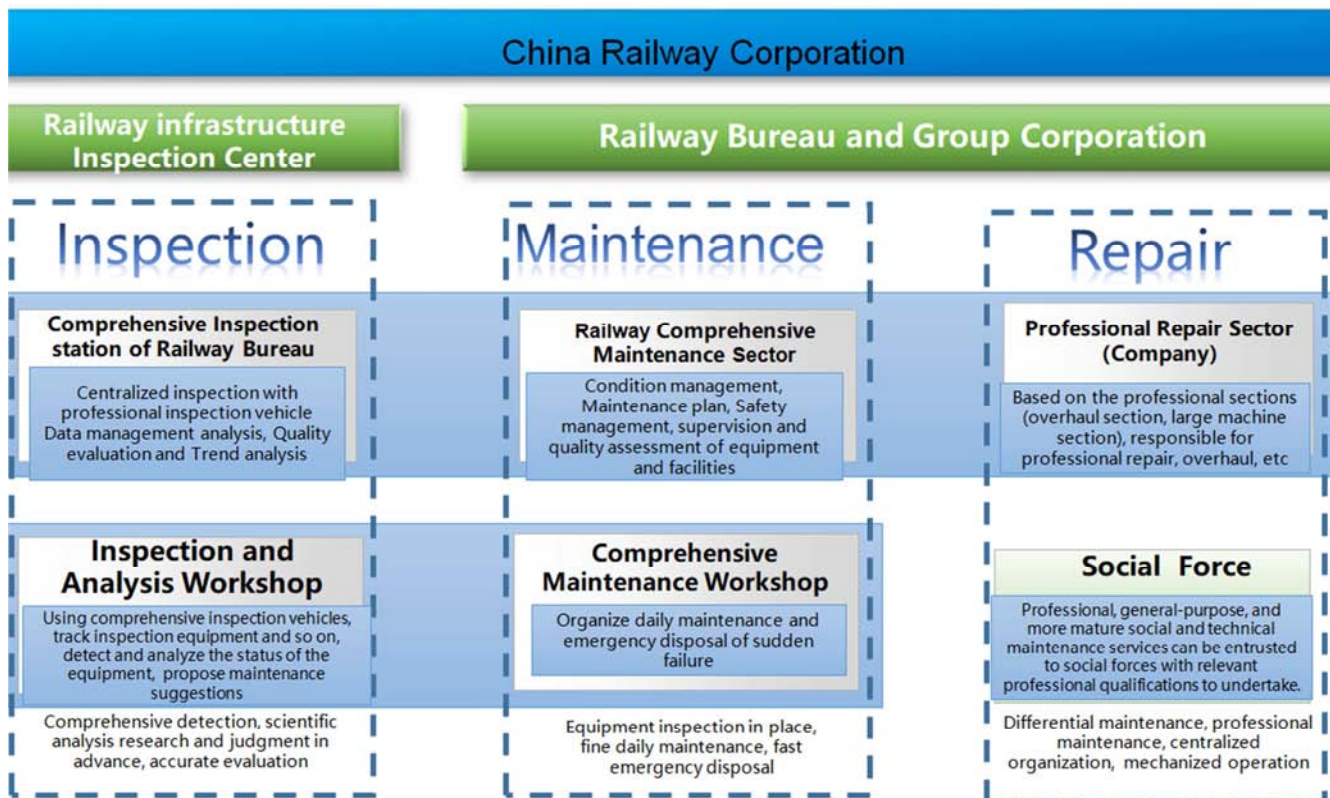 China Railway Corporation
Railway infrastructure
Inspection Center
Railway Bureau and Group Corporation
Inspection
Comprehensive Inspection
station of Railway Bureau
Centralized inspection with
professional inspection vehicle
Data management analysis, Quality
evaluation and Trend analysis
Inspection and
Analysis Workshop
Using comprehensive inspection vehicles,
track inspection equipment and so on,
detect and analyze the status of the
equipment, propose maintenance
suggestions
Comprehensive detection, scientific
analysis research and judgment in
advance, accurate evaluation
Maintenance
Railway Comprehensive
Maintenance Sector
Condition management,
Maintenance plan, Safety
management, supervision and
quality assessment of equipment
and facilities
Comprehensive
Maintenance Workshop
Organize daily maintenance and
emergency disposal of sudden
failure
Equipment inspection in place,
fine daily maintenance, fast
emergency disposal
Repair
Professional Repair Sector
(Company)
Based on the professional sections
(overhaul section, large machine
section), responsible for
professional repair, overhaul, etc
Social Force
Professional, general-purpose, and
more mature social and technical
maintenance services can be entrusted
to social forces with relevant
professional qualifications to undertake.
Differential maintenance, professional
maintenance, centralized
organization, mechanized operation